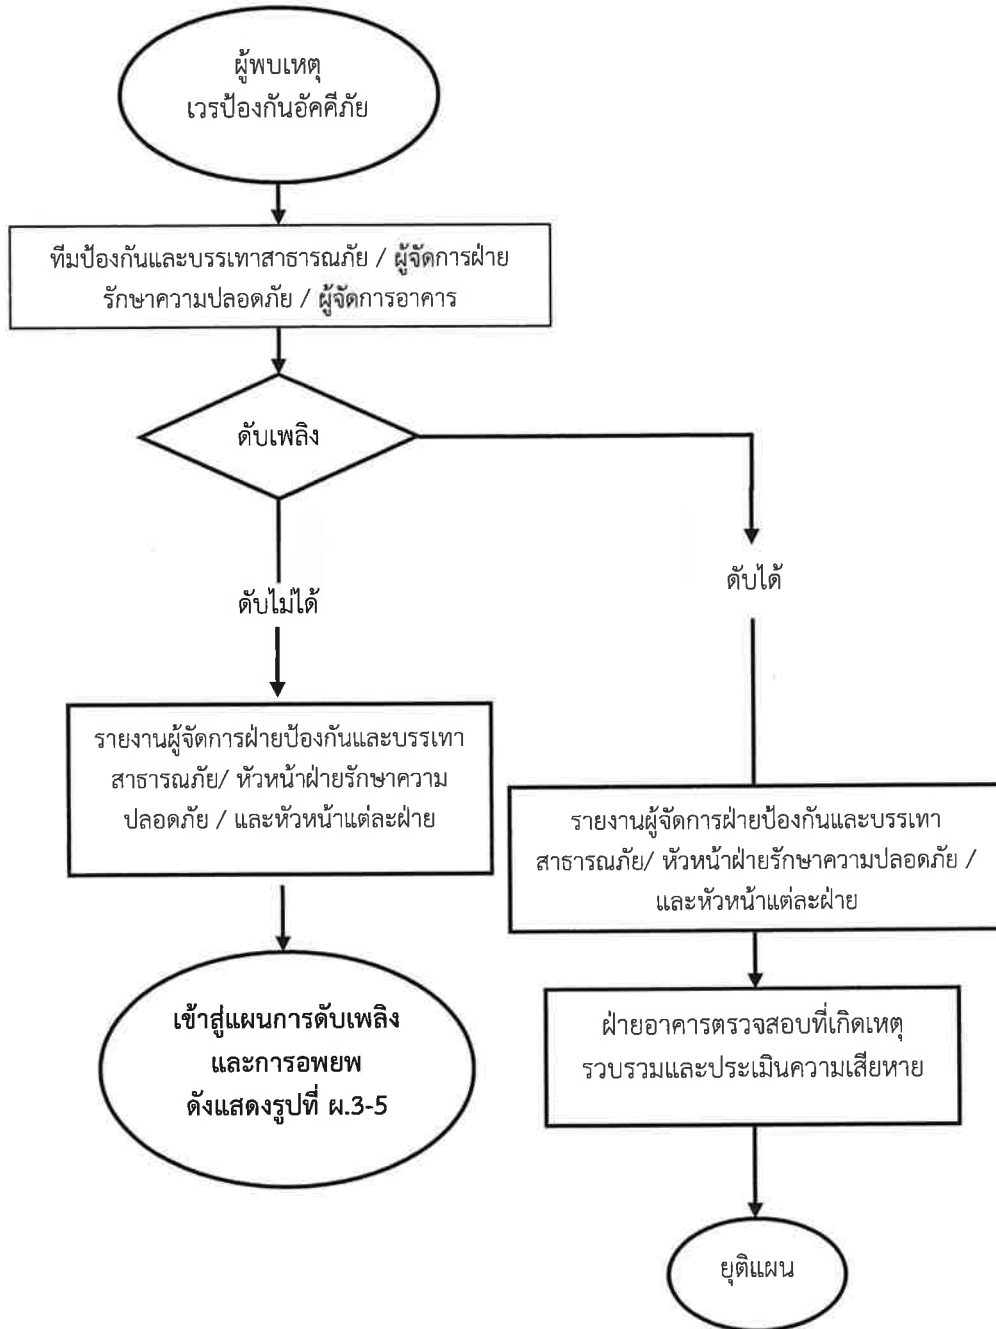 ผู้พบเหตุ
เวรป้องกันอัคคีภัย
ทีมป้องกันและบรรเทาสาธารณภัย / ผู้จัดการฝ่าย
รักษาความปลอดภัย / ผู้จัดการอาคาร
ดับเพลิง
ดับไม่ได้
ดับได้
รายงานผู้จัดการฝ่ายป้องกันและบรรเทา
สาธารณภัย/ หัวหน้าฝ่ายรักษาความ
ปลอดภัย / และหัวหน้าแต่ละฝ่าย
เข้าสู่แผนการดับเพลิง
และการอพยพ
ดังแสดงรูปที่ ผ.3-5
รายงานผู้จัดการฝ่ายป้องกันและบรรเทา
สาธารณภัย/ หัวหน้าฝ่ายรักษาความปลอดภัย /
และหัวหน้าแต่ละฝ่าย
ฝ่ายอาคารตรวจสอบที่เกิดเหตุ
รวบรวมและประเมินความเสียหาย
ยุติแผน